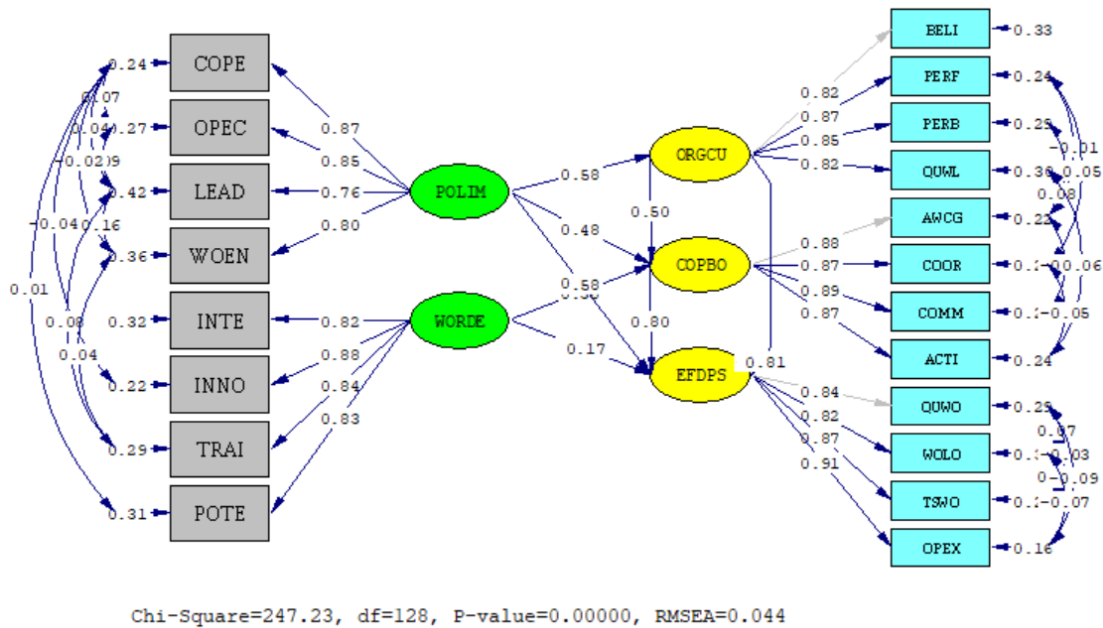 BELI
0.33
0.24
COPE
PERF
0.24
0.82
0.07
0.87
PERB
0.04
0.27
OPEC
0.87
0.85
-0.01
0.85
ORGCU
0.82
QUWL
0.30
0.05
-0.02
0.42
LEAD
0.76
POLIM
0.58
0.08
-0.04
0.16
0.80
0.50
AWCG
0.22
0.48
0.88
0.36
WOEN
COPBO
0.87
COOR
0.06
0.01
0.58
0.89
0.32
INTE
0.82
WORDE
0.87
COMM
-0.05
0.08
0.80
0.88
0.17
0.04
0.81
ACTI
0.24
0.22
INNO
0.84
EFDPS
0.84
QUWO
0.83
0.82
0.07
0.29
TRAI
0.87
WOLO
-0.03
0.91
-0.09
TSWO
-0.07
0.31
POTE
OPEX
0.16
Chi-Square=247.23, df=128, P-value=0.00000, RMSEA=0.044